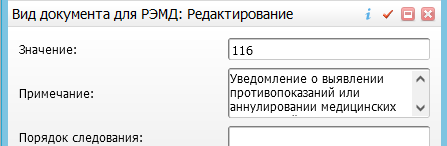 Вид документа для РЭМД: Редактирование
Значение:
116
Примечание:
Уведомление о выявлении
противопоказаний или
аннулировании медицинских
Порядок следования: